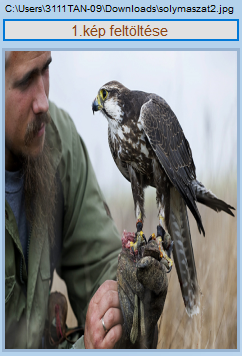 C:\Users\3111TAN-09\Downloads\solymaszat2.jpg
1.kép feltöltése